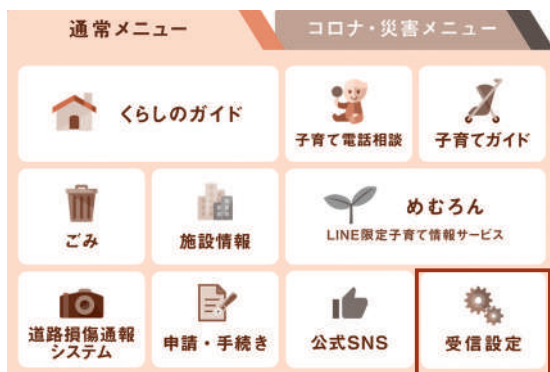 通常メニュー
コロナ・災害メニュー
くらしのガイド
子育て電話相談
子育てガイド
ごみ
施設情報
めむろん
LINE限定子育て情報サービス
道路損傷通報
システム
申請・手続き
公式SNS
受信設定